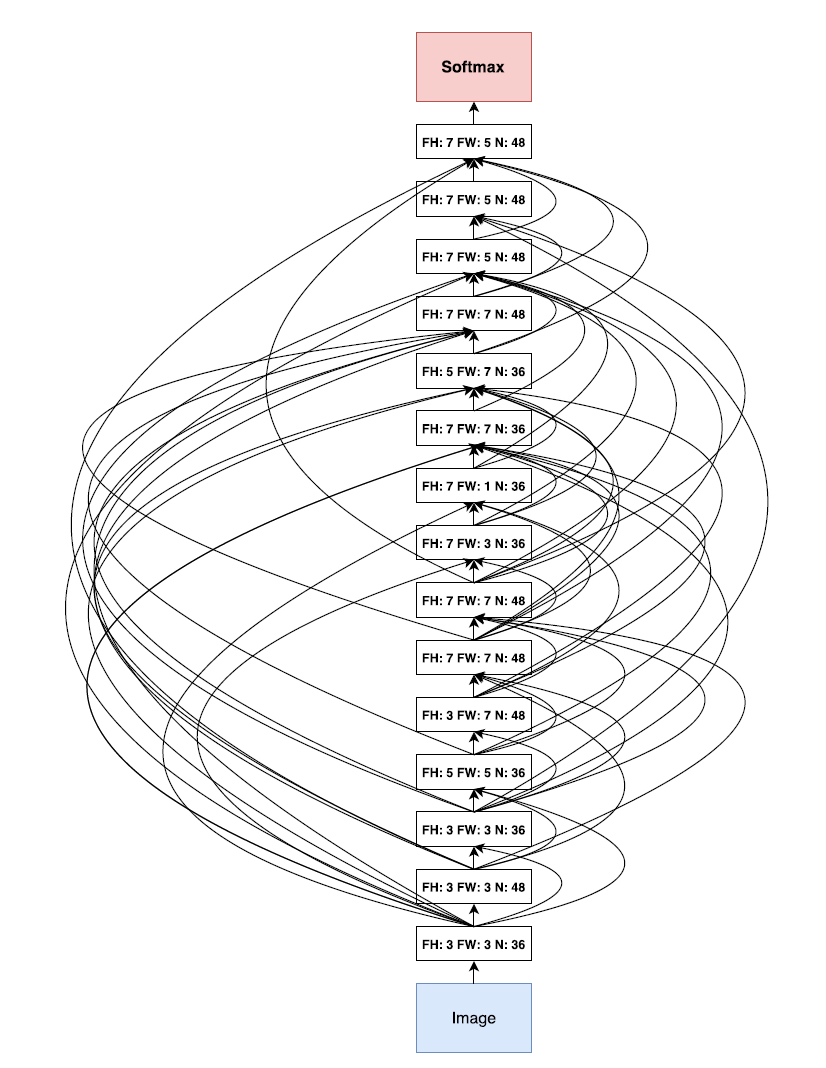 Softmax
FH: 7 FW: 5 N: 48
FH: 7 FW: 5 N: 48
FH: 7 FW: 5 N: 48
FH: 7 FW: 7 N: 48
FH: 5 FW: 7 N: 36
FH: 7 FW: 7 N: 36
FH: 7 FW: 1 N: 36
FH: 7 FW: 3 N: 36
FH: 7 FW: 7 N: 48
FH: 7 FW: 7 N: 48
FH: 3 FW: 7 N: 48
FH: 5 FW: 5 N: 36
FH: 3 FW: 3 N: 36
FH: 3 FW: 3 N: 48
FH: 3 FW: 3 N: 36
Image